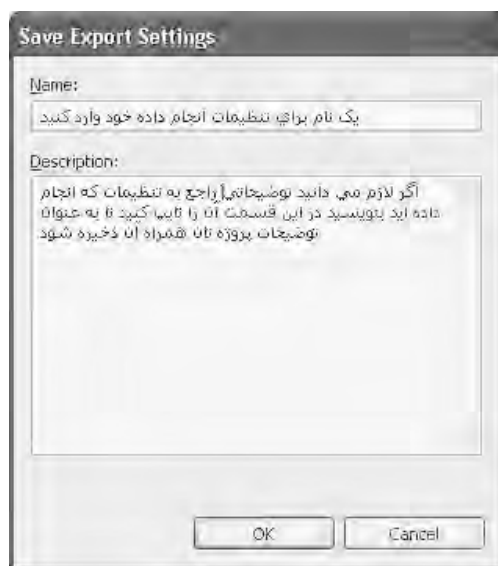 Save Export Settings
Name:
یک نام برای تنظیمات انجام داده خود وارد کنید
Description:
اگر لازم می دانید توضیحاتی راجع به تنظیمات که انجام
داده اید بنویسید در این قسمت آن را تایپ کنید تا به عنوان
توضیحات پروژه تان همراه آن ذخیره شود
OK
Cancel